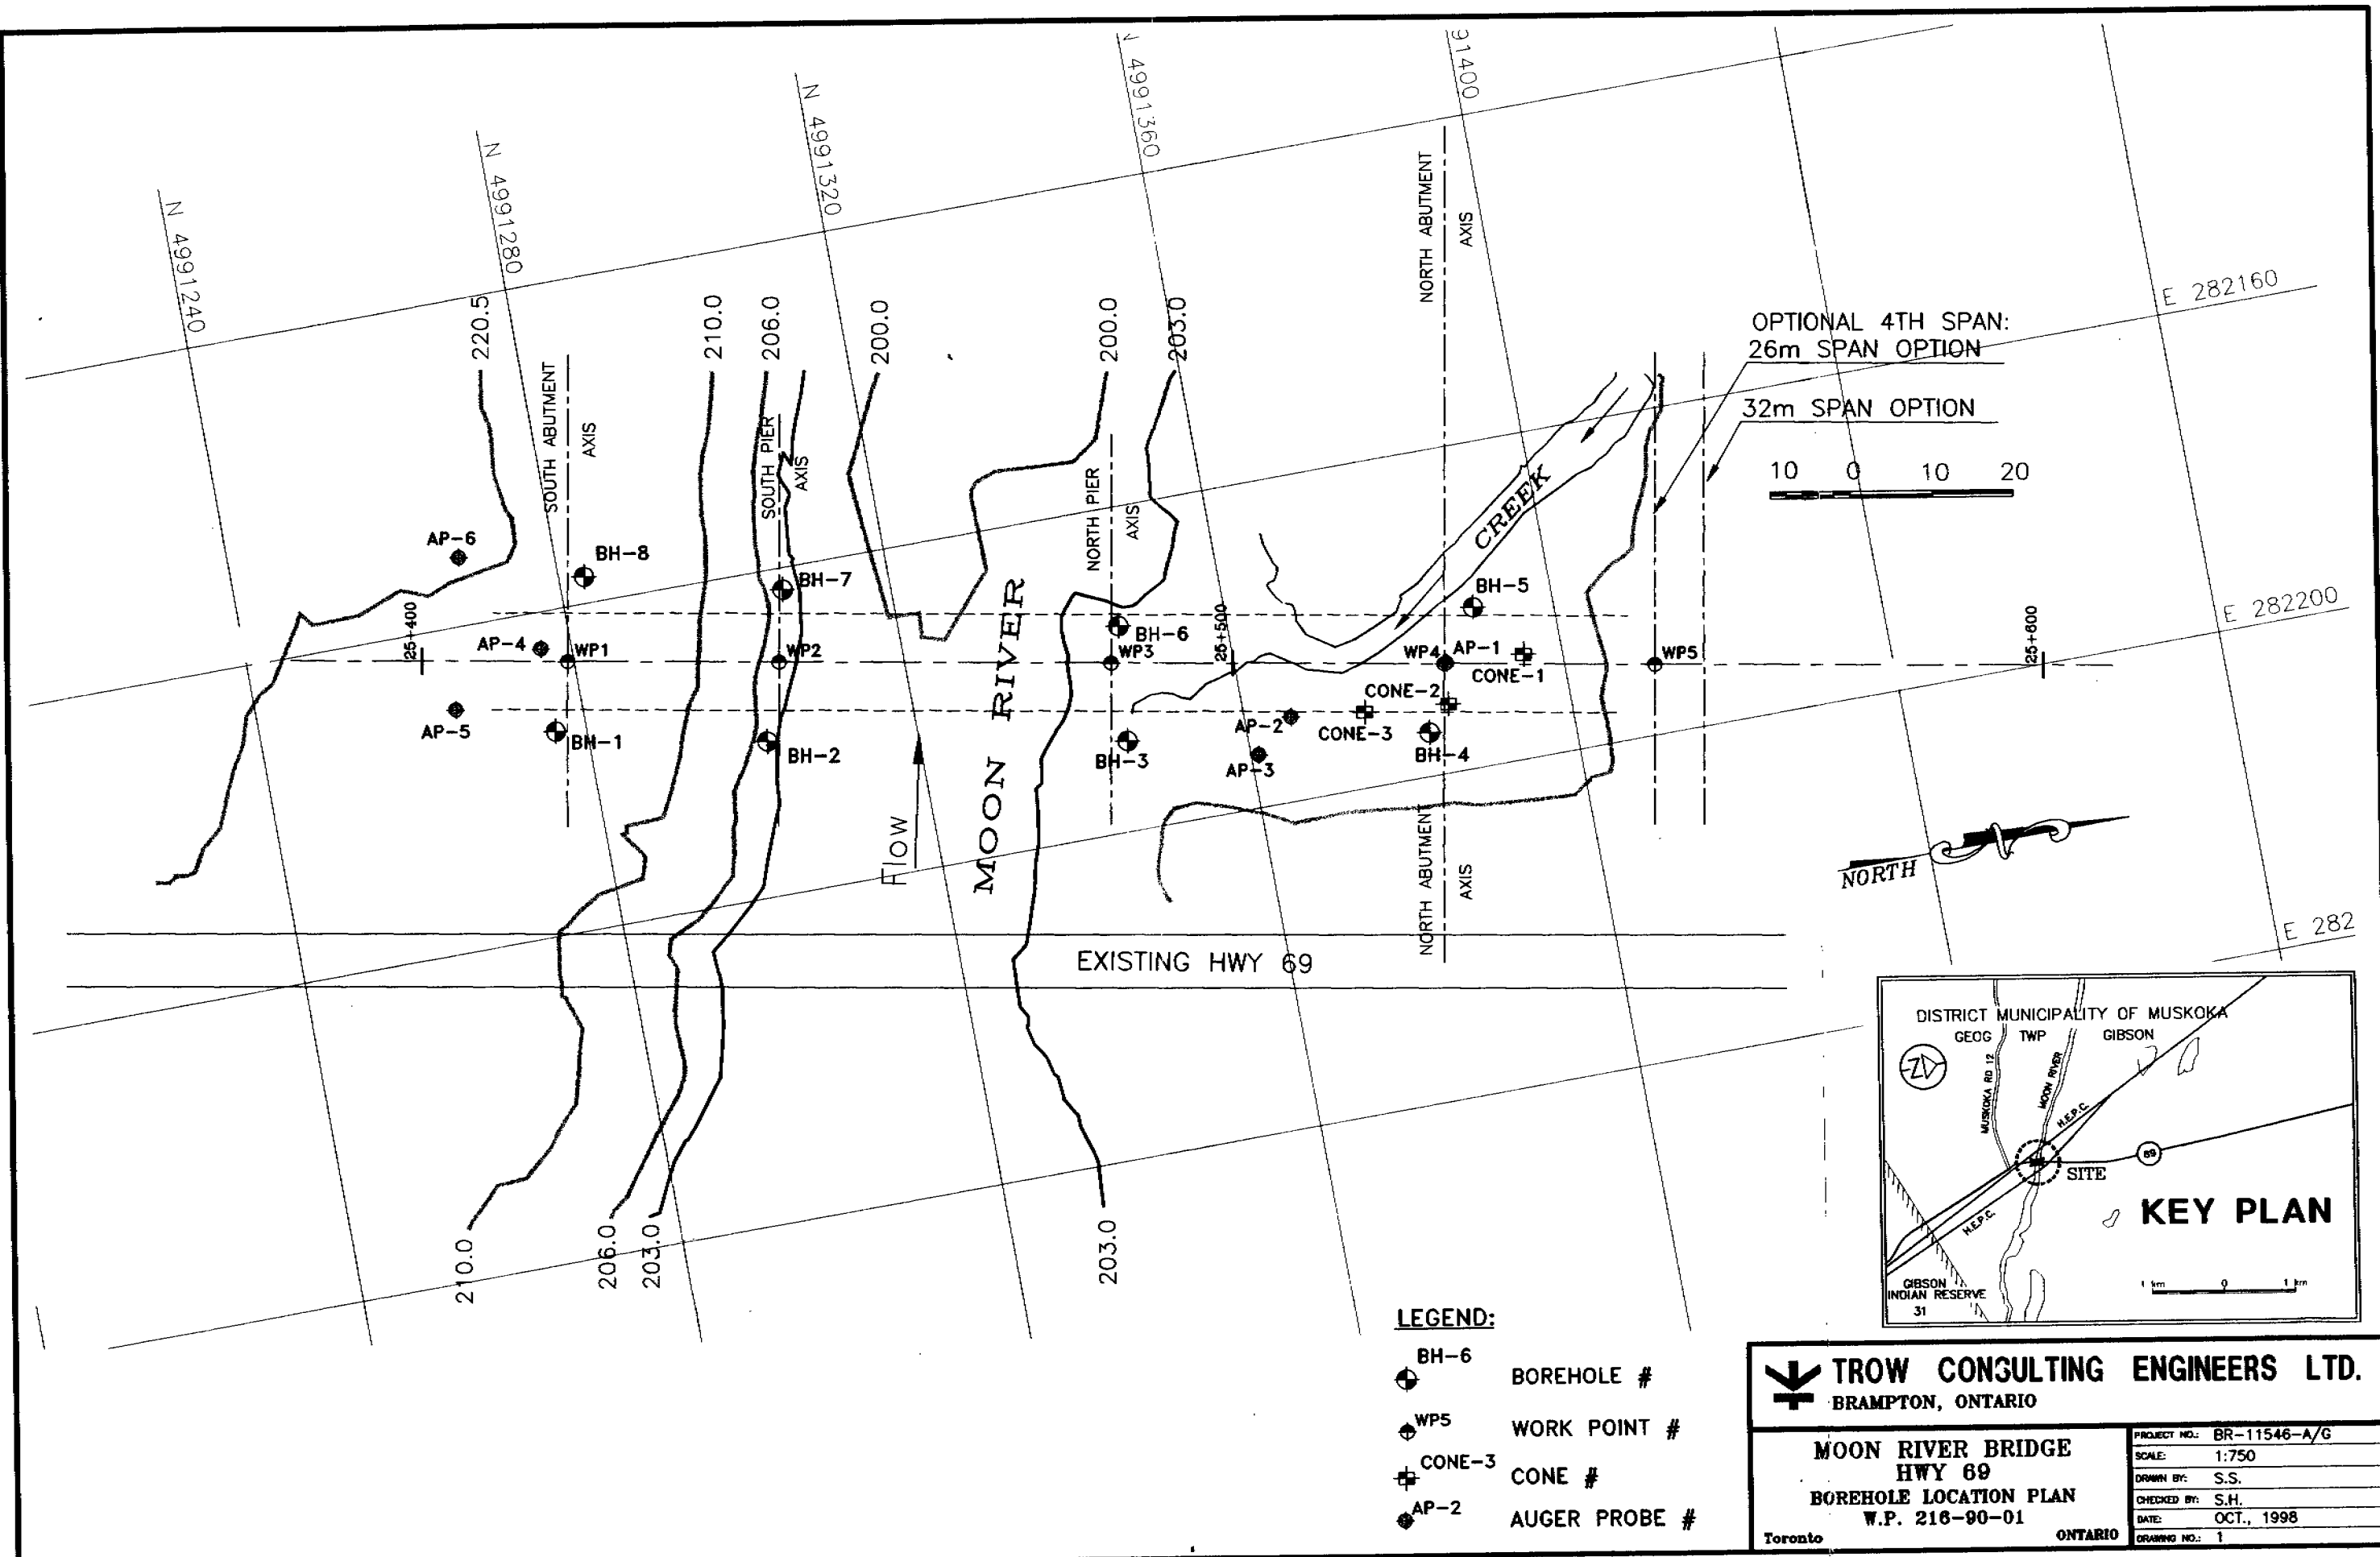 N 4991240
N 4991280
N 4991320
N 4991360
91400
E 282160
E 282200
E 282
220.5
210.0
206.0
200.0
200.0
203.0
SOUTH ABUTMENT
AXIS
SOUTH PIER
AXIS
NORTH PIER
AXIS
NORTH ABUTMENT
AXIS
OPTIONAL 4TH SPAN:
26m SPAN OPTION
32m SPAN OPTION
10 0 10 20
CREEK
AP-6
BH-8
BH-7
BH-5
BH-6
25+400
AP-4
WP1
WP2
WP3
25+500
WP4
AP-1
CONE-1
WP5
25+600
AP-5
BH-1
BH-2
BH-3
AP-2
AP-3
CONE-2
CONE-3
BH-4
Flow
MOON RIVER
NORTH ABUTMENT
AXIS
NORTH
EXISTING HWY 69
210.0
206.0
203.0
203.0
DISTRICT MUNICIPALITY OF MUSKOKA
GEOG TWP GIBSON
N
MUSKOKA RD 12
MOON RIVER
H.E.P.C.
69
SITE
H.E.P.C.
KEY PLAN
GIBSON
INDIAN RESERVE
31
1 km 0 1 km
LEGEND:
BH-6
BOREHOLE #
WP5
WORK POINT #
CONE-3
CONE #
AP-2
AUGER PROBE #
TROW CONSULTING ENGINEERS LTD.
BRAMPTON, ONTARIO
MOON RIVER BRIDGE
HWY 69
BOREHOLE LOCATION PLAN
W.P. 216-90-01
Toronto ONTARIO
PROJECT NO.: BR-11546-A/G
SCALE: 1:750
DRAWN BY: S.S.
CHECKED BY: S.H.
DATE: OCT., 1998
DRAWING NO.: 1